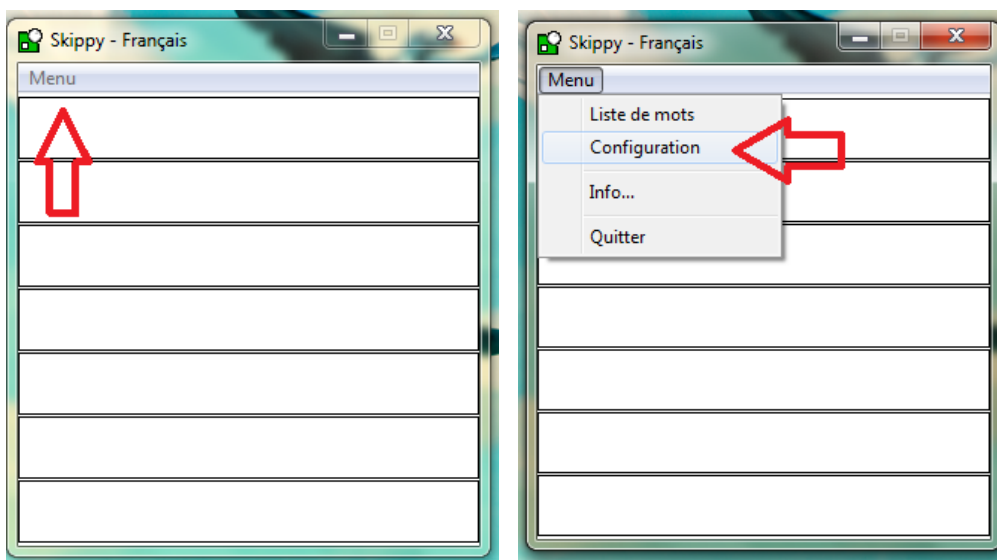 Skippy - Français
Menu
Skippy - Français
Menu
Liste de mots
Configuration
Info...
Quitter